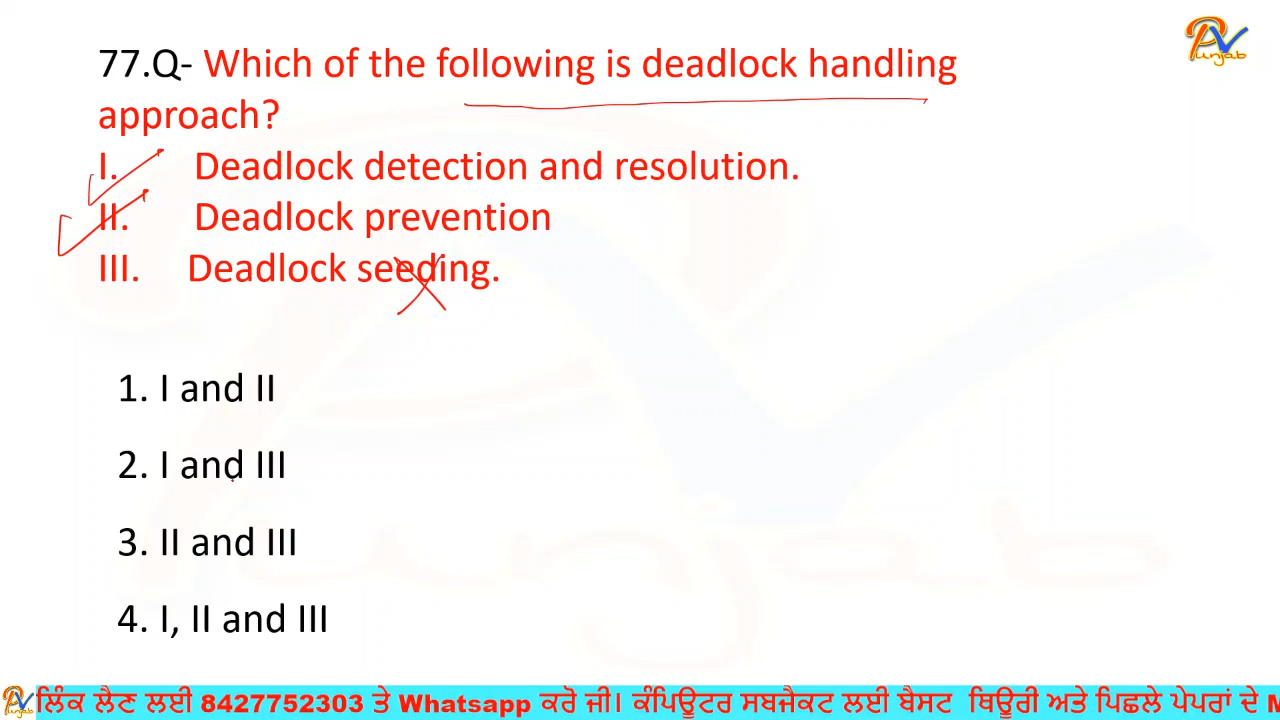 PV
unjab
77.Q- Which of the following is deadlock handling
approach?
I. Deadlock detection and resolution.
II. Deadlock prevention
III. Deadlock seeding.
1. I and II
2. I and III
3. II and III
4. I, II and III
ਲਿੰਕ ਲੈਣ ਲਈ 8427752303 ਤੇ Whatsapp ਕਰੋ ਜੀ। ਕੰਪਿਊਟਰ ਸਬਜੈਕਟ ਲਈ ਬੈਸਟ ਥਿਊਰੀ ਅਤੇ ਪਿਛਲੇ ਪੇਪਰਾਂ ਦੇ M